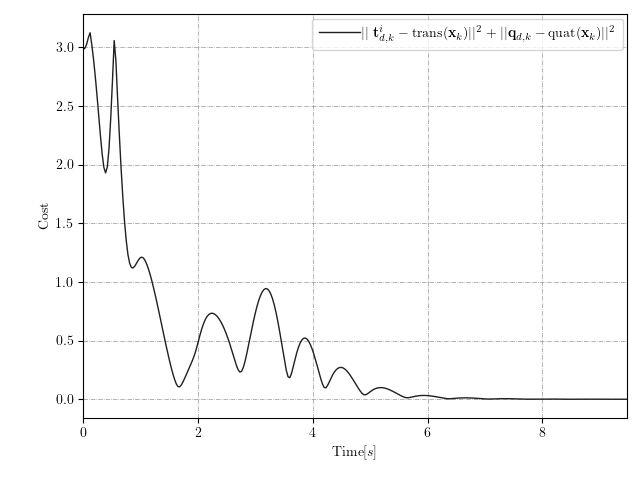 || t^i_{d,k} − trans(x_k)||^2 + ||q_{d,k} − quat(x_k)||^2
3.0
2.5
2.0
1.5
1.0
0.5
0.0
Cost
0 2 4 6 8
Time[s]